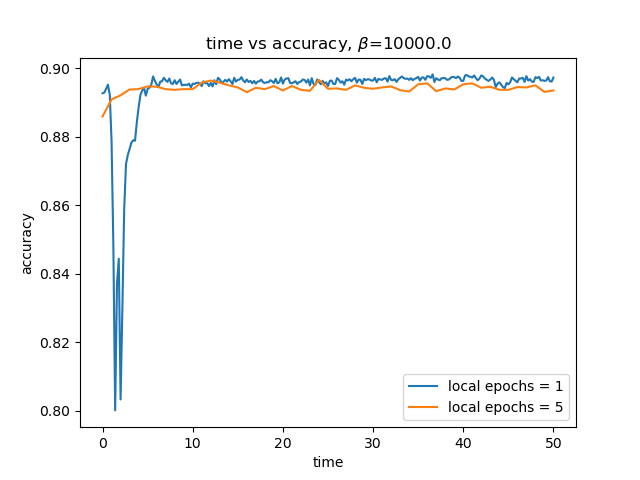 time vs accuracy, β=10000.0
accuracy
0.90
0.88
0.86
0.84
0.82
0.80
0
10
20
30
40
50
time
local epochs = 1
local epochs = 5